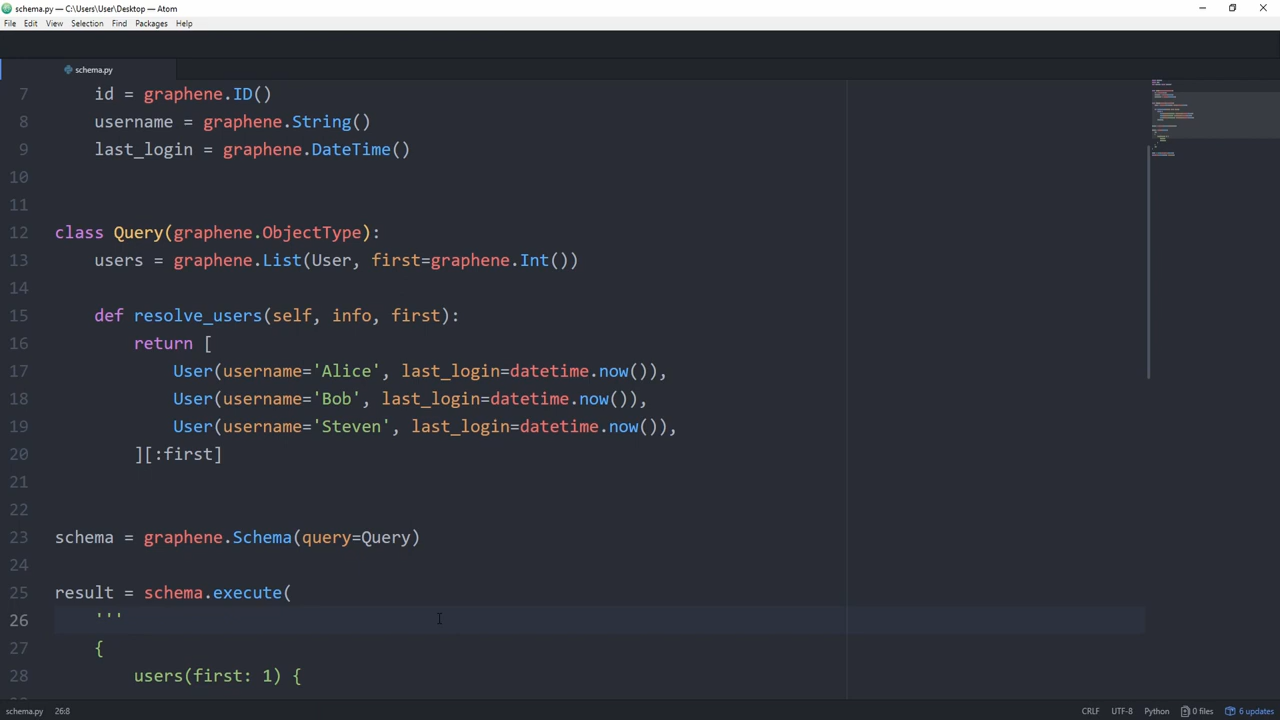 schema.py — C:\Users\User\Desktop — Atom
File Edit View Selection Find Packages Help
schema.py
7 id = graphene.ID()
8 username = graphene.String()
9 last_login = graphene.DateTime()
10
11
12 class Query(graphene.ObjectType):
13 users = graphene.List(User, first=graphene.Int())
14
15 def resolve_users(self, info, first):
16 return [
17 User(username='Alice', last_login=datetime.now()),
18 User(username='Bob', last_login=datetime.now()),
19 User(username='Steven', last_login=datetime.now()),
20 ][:first]
21
22
23 schema = graphene.Schema(query=Query)
24
25 result = schema.execute(
26 '''
27 {
28 users(first: 1) {
schema.py 26:8 CRLF UTF-8 Python 0 files 6 updates